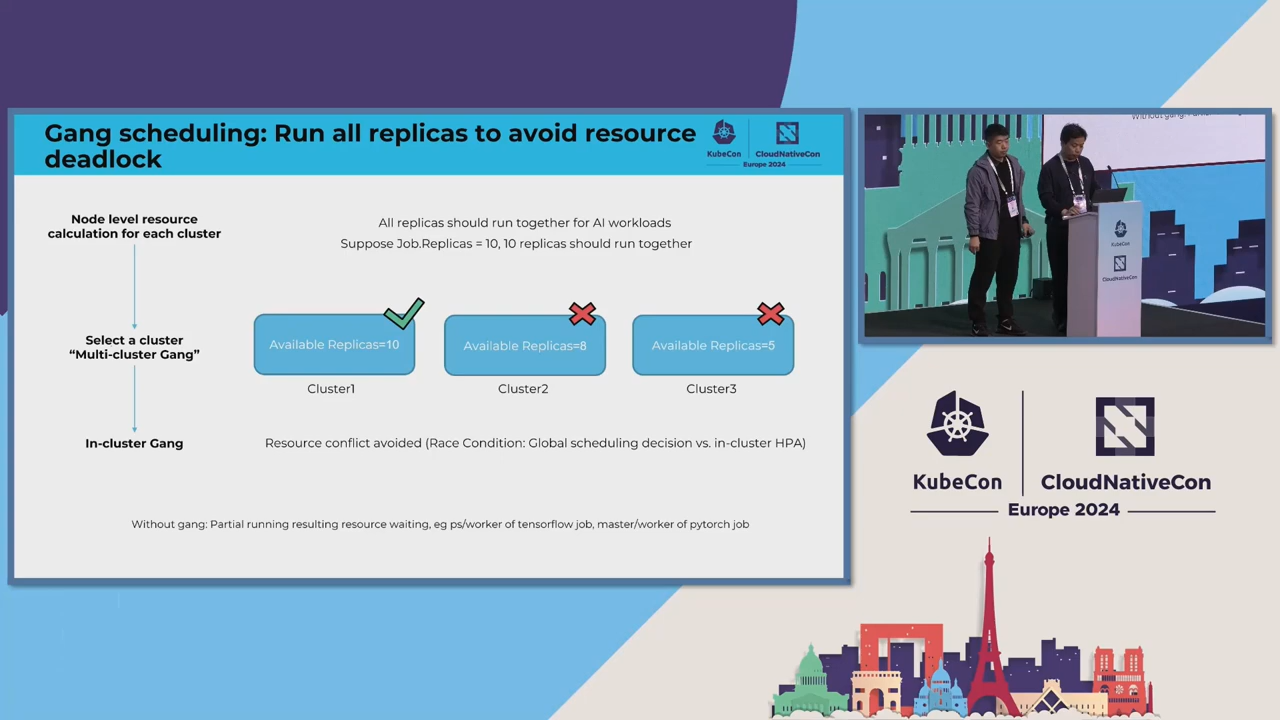 Gang scheduling: Run all replicas to avoid resource
deadlock
KubeCon
CloudNativeCon
Europe 2024
Node level resource
calculation for each cluster
All replicas should run together for AI workloads
Suppose Job.Replicas = 10, 10 replicas should run together
Select a cluster
“Multi-cluster Gang”
Available Replicas=10
Available Replicas=8
Available Replicas=5
Cluster1
Cluster2
Cluster3
In-cluster Gang
Resource conflict avoided (Race Condition: Global scheduling decision vs. in-cluster HPA)
Without gang: Partial running resulting resource waiting, eg ps/worker of tensorflow job, master/worker of pytorch job
Without gang:
KubeCon
CloudNativeCon
KubeCon
CloudNativeCon
Europe 2024